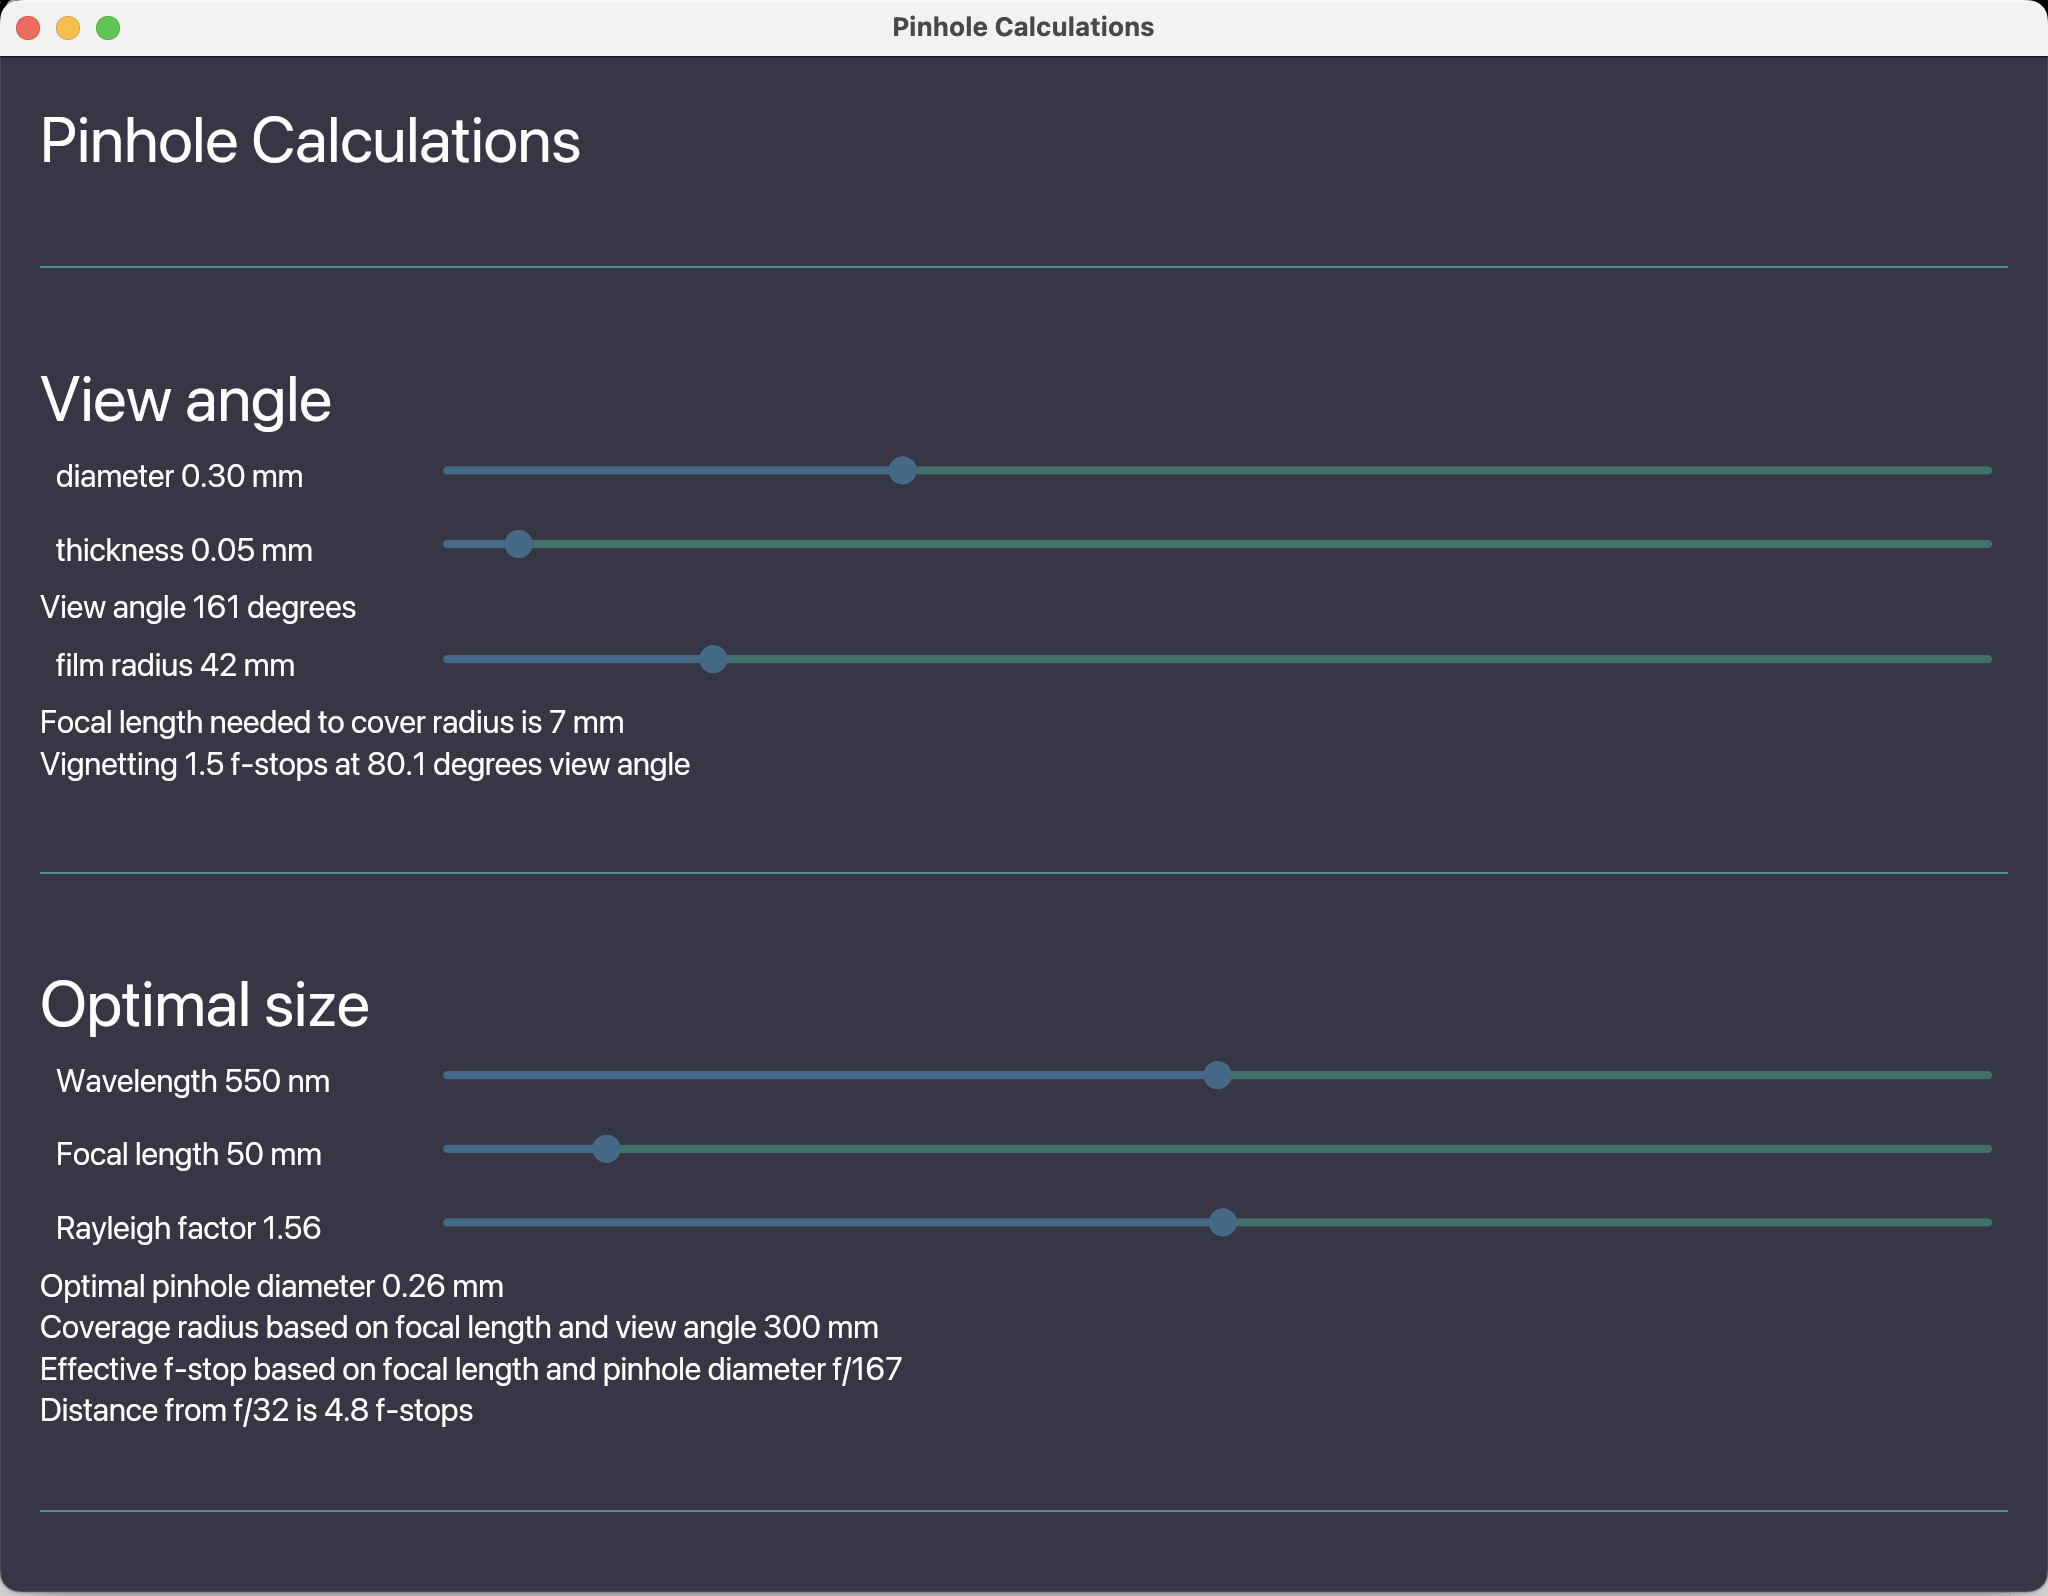 Pinhole Calculations
Pinhole Calculations
View angle
diameter 0.30 mm
thickness 0.05 mm
View angle 161 degrees
film radius 42 mm
Focal length needed to cover radius is 7 mm
Vignetting 1.5 f-stops at 80.1 degrees view angle
Optimal size
Wavelength 550 nm
Focal length 50 mm
Rayleigh factor 1.56
Optimal pinhole diameter 0.26 mm
Coverage radius based on focal length and view angle 300 mm
Effective f-stop based on focal length and pinhole diameter f/167
Distance from f/32 is 4.8 f-stops